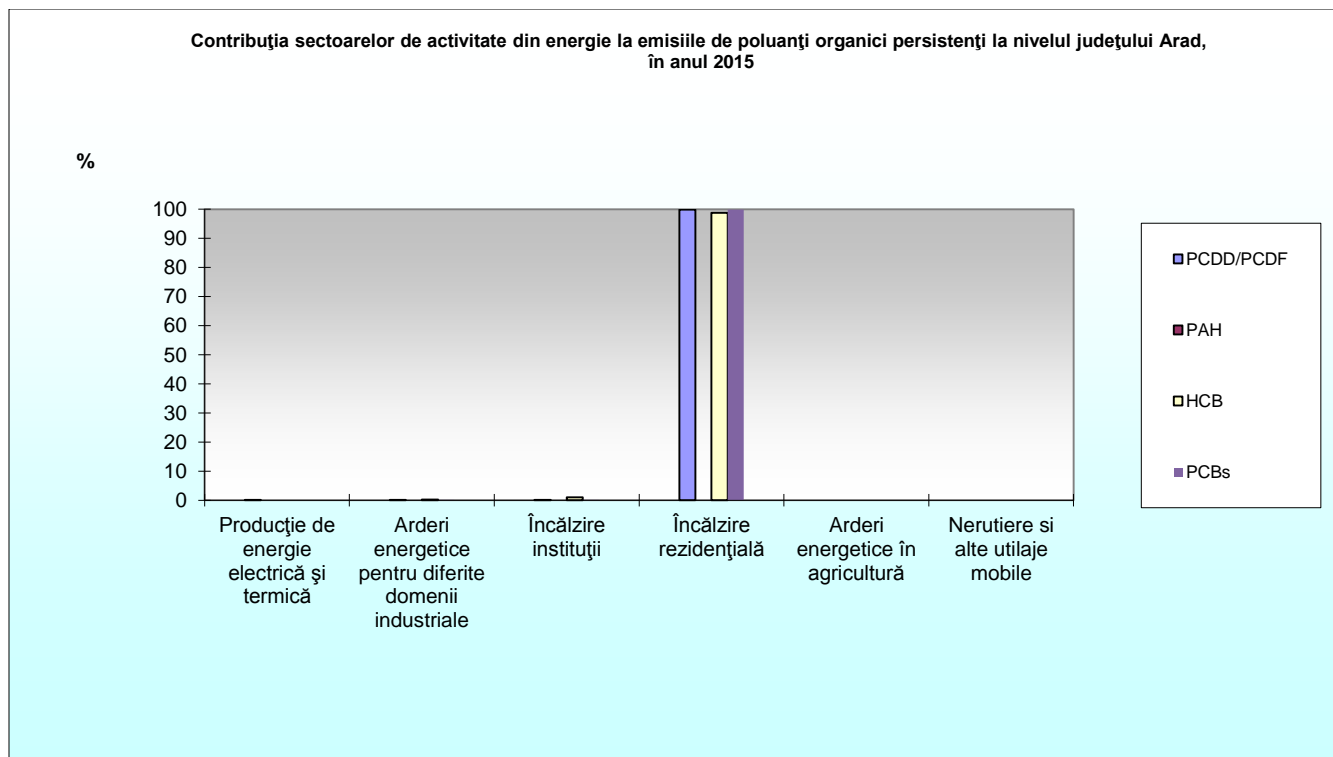 Contribuţia sectoarelor de activitate din energie la emisiile de poluanţi organici persistenţi la nivelul judeţului Arad,
în anul 2015
%
100
90
80
70
60
50
40
30
20
10
0
Producţie de
energie
electrică şi
termică
Arderi
energetice
pentru diferite
domenii
industriale
Încălzire
instituţii
Încălzire
rezidenţială
Arderi
energetice în
agricultură
Nerutiere si
alte utilaje
mobile
PCDD/PCDF
PAH
HCB
PCBs